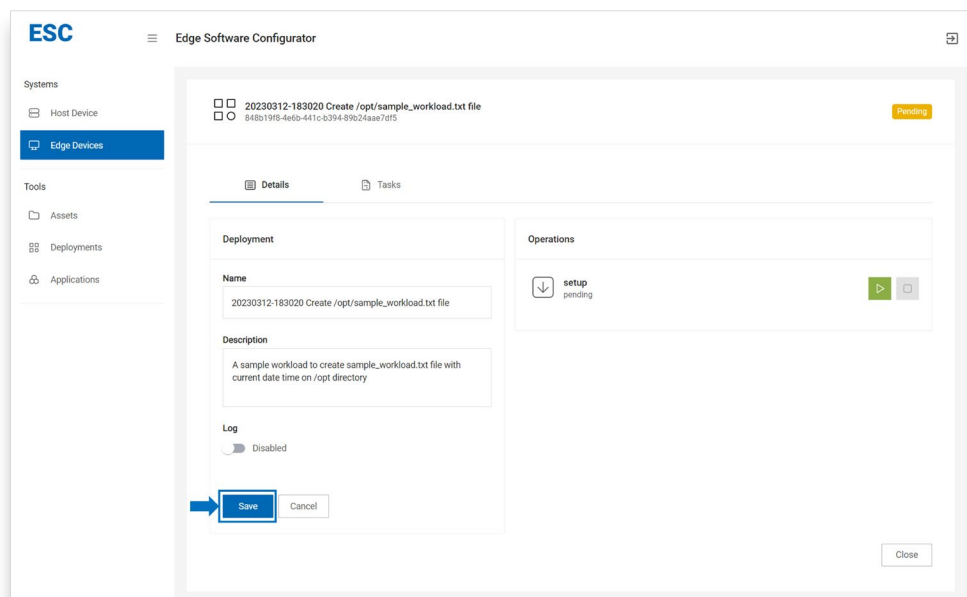 ESC
Edge Software Configurator
Systems
Host Device
Edge Devices
Tools
Assets
Deployments
Applications
20230312-183020 Create /opt/sample_workload.txt file
848b19f8-4e6b-441c-b394-89b24aae7df5
Pending
Details
Tasks
Deployment
Name
20230312-183020 Create /opt/sample_workload.txt file
Description
A sample workload to create sample_workload.txt file with
current date time on /opt directory
Log
Disabled
Save
Cancel
Operations
setup
pending
Close